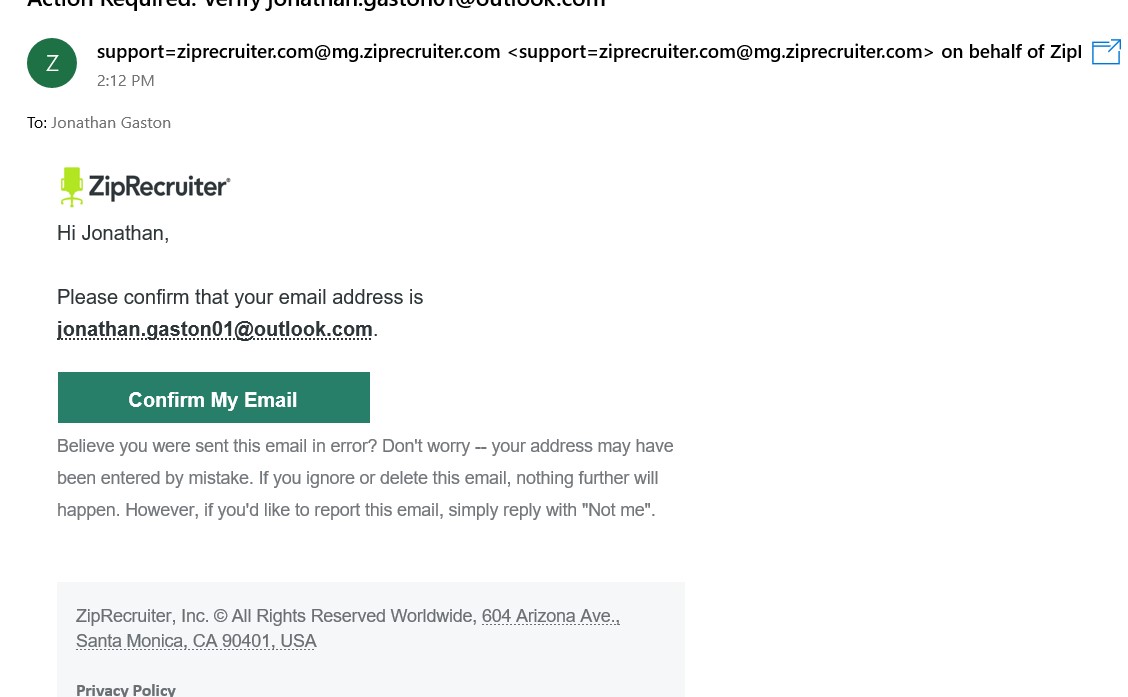 Action Required: Verify jonathan.gaston01@outlook.com
Z
support=ziprecruiter.com@mg.ziprecruiter.com <support=ziprecruiter.com@mg.ziprecruiter.com> on behalf of ZipI
2:12 PM
To: Jonathan Gaston
ZipRecruiter®
Hi Jonathan,
Please confirm that your email address is
jonathan.gaston01@outlook.com.
Confirm My Email
Believe you were sent this email in error? Don't worry -- your address may have
been entered by mistake. If you ignore or delete this email, nothing further will
happen. However, if you'd like to report this email, simply reply with "Not me".
ZipRecruiter, Inc. © All Rights Reserved Worldwide, 604 Arizona Ave.,
Santa Monica, CA 90401, USA
Privacy Policy